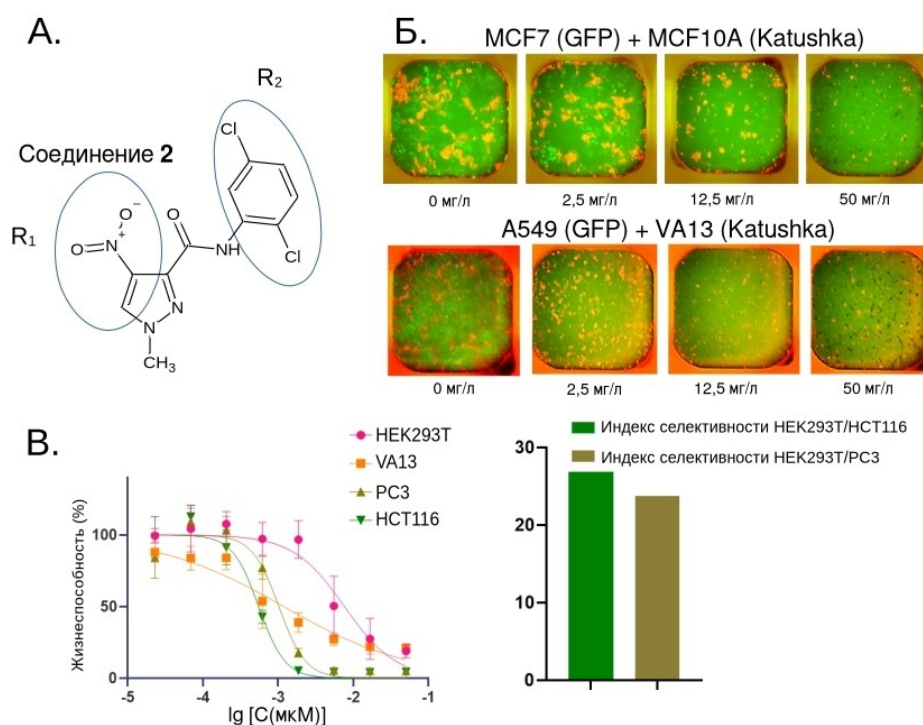 А.
R₂
Cl
Соединение 2
R₁
O⁻
O
N⁺
O
NH
Cl
N
N
CH₃
Б.
MCF7 (GFP) + MCF10A (Katushka)
0 мг/л
2,5 мг/л
12,5 мг/л
50 мг/л
A549 (GFP) + VA13 (Katushka)
0 мг/л
2,5 мг/л
12,5 мг/л
50 мг/л
В.
HEK293T
VA13
PC3
HCT116
Жизнеспособность (%)
100
50
0
-5
-4
-3
-2
-1
lg [C(мкМ)
Индекс селективности HEK293T/HCT116
Индекс селективности HEK293T/PC3
30
20
10
0